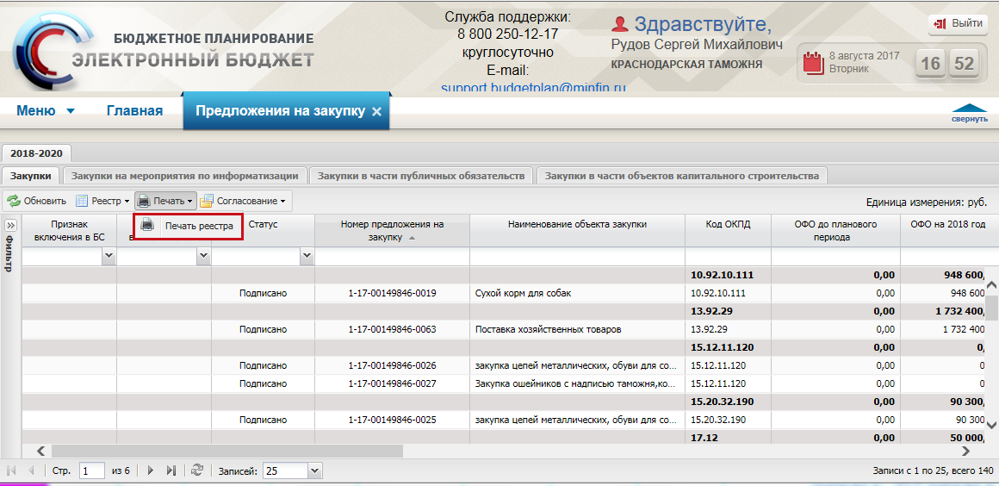 БЮДЖЕТНОЕ ПЛАНИРОВАНИЕ
ЭЛЕКТРОННЫЙ БЮДЖЕТ
Служба поддержки:
8 800 250-12-17
круглосуточно
E-mail:
support.budgetplan@minfin.ru
Здравствуйте,
Рудов Сергей Михайлович
КРАСНОДАРСКАЯ ТАМОЖНЯ
Выйти
8 августа 2017
Вторник
16 52
Меню Главная Предложения на закупку
свернуть
2018-2020
Закупки Закупки на мероприятия по информатизации Закупки в части публичных обязательств Закупки в части объектов капитального строительства
Обновить Реестр Печать Согласование Единица измерения: руб.
Печать реестра
Фильтр
Признак включения в БС
в
Статус
Номер предложения на закупку
Наименование объекта закупки
Код ОКПД
ОФО до планового периода
ОФО на 2018 год
10.92.10.111 0,00 948 600,
Подписано 1-17-00149846-0019 Сухой корм для собак 10.92.10.111 0,00 948 600
13.92.29 0,00 1 732 400,
Подписано 1-17-00149846-0063 Поставка хозяйственных товаров 13.92.29 0,00 1 732 400
15.12.11.120 0,00 0,
Подписано 1-17-00149846-0026 закупка цепей металлических, обуви для со... 15.12.11.120 0,00 0
Подписано 1-17-00149846-0027 Закупка ошейников с надписью таможня,ко... 15.12.11.120 0,00 0
15.20.32.190 0,00 90 300,
Подписано 1-17-00149846-0025 закупка цепей металлических, обуви для со... 15.20.32.190 0,00 90 300
17.12 0,00 50 000,
Стр. 1 из 6 Записей: 25 Записи с 1 по 25, всего 140